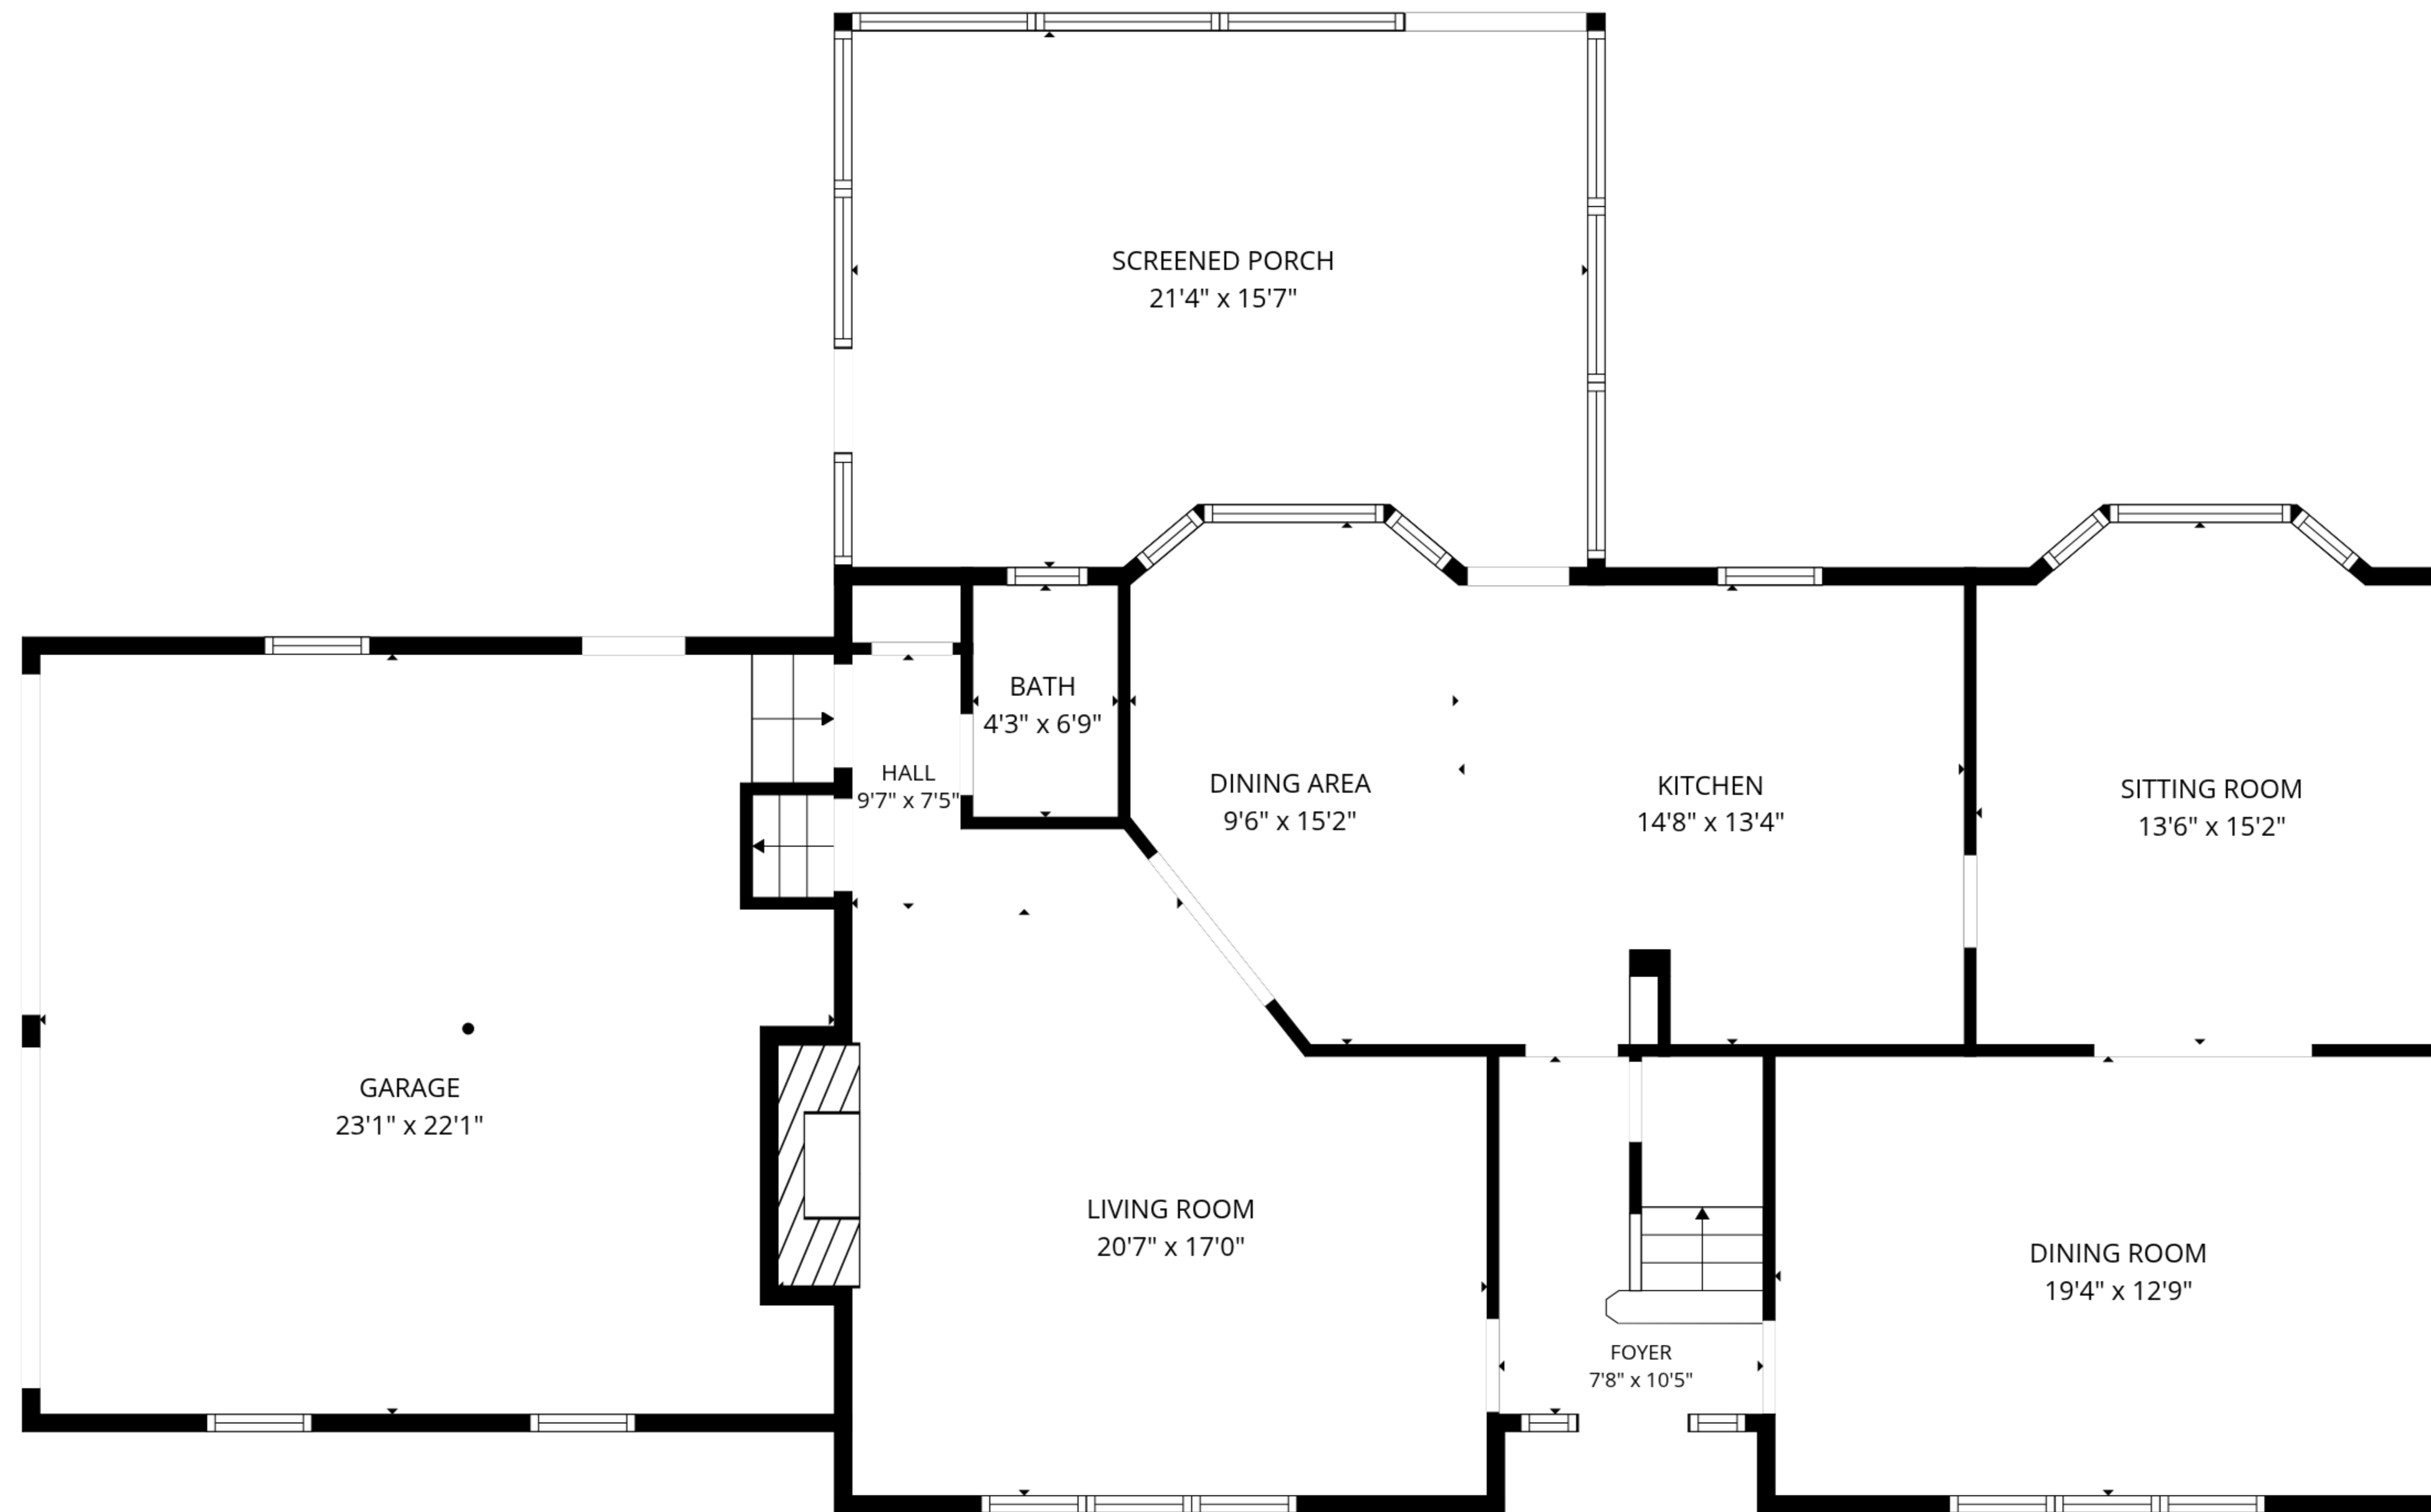 SCREENED PORCH
21'4" x 15'7"
BATH
4'3" x 6'9"
HALL
9'7" x 7'5"
DINING AREA
9'6" x 15'2"
KITCHEN
14'8" x 13'4"
SITTING ROOM
13'6" x 15'2"
GARAGE
23'1" x 22'1"
LIVING ROOM
20'7" x 17'0"
DINING ROOM
19'4" x 12'9"
FOYER
7'8" x 10'5"